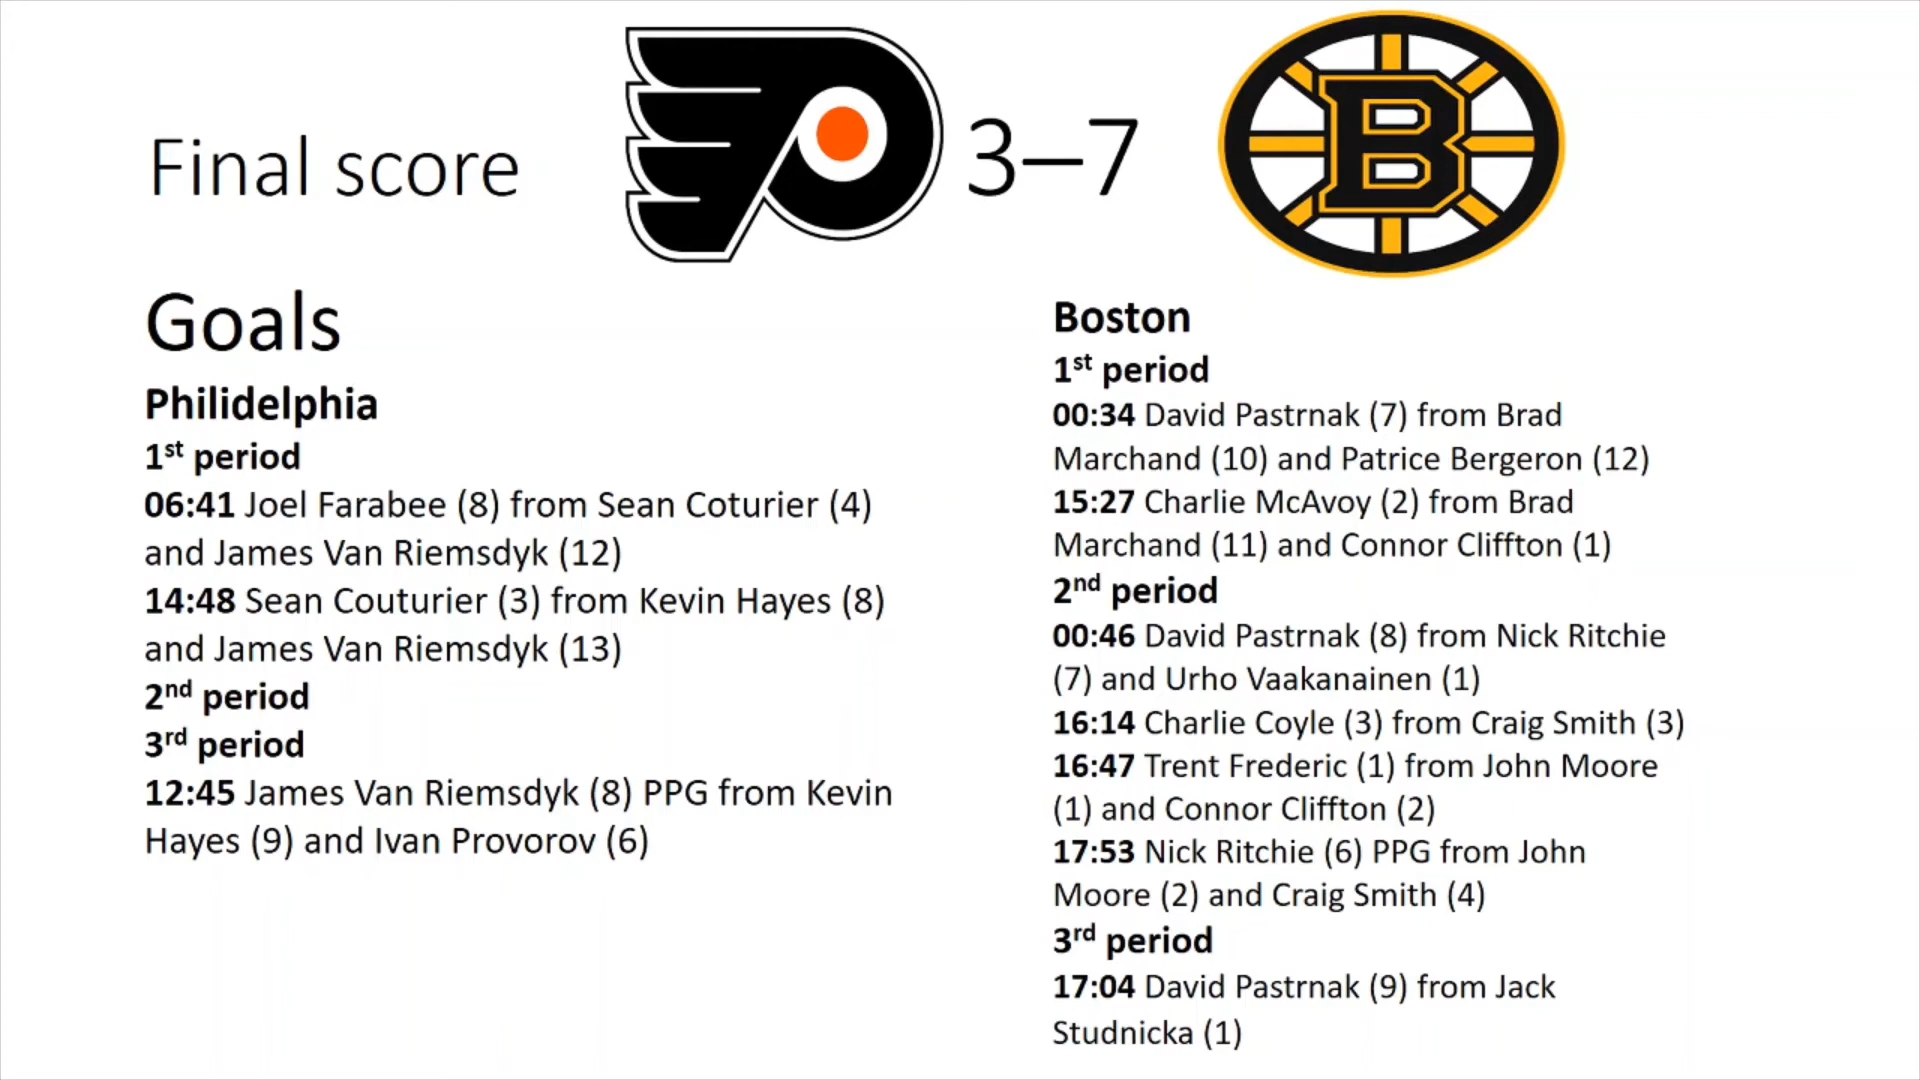 Final score
3–7
B
Goals
Philidelphia
1st period
06:41 Joel Farabee (8) from Sean Coturier (4)
and James Van Riemsdyk (12)
14:48 Sean Couturier (3) from Kevin Hayes (8)
and James Van Riemsdyk (13)
2nd period
3rd period
12:45 James Van Riemsdyk (8) PPG from Kevin
Hayes (9) and Ivan Provorov (6)
Boston
1st period
00:34 David Pastrnak (7) from Brad
Marchand (10) and Patrice Bergeron (12)
15:27 Charlie McAvoy (2) from Brad
Marchand (11) and Connor Cliffton (1)
2nd period
00:46 David Pastrnak (8) from Nick Ritchie
(7) and Urho Vaakanainen (1)
16:14 Charlie Coyle (3) from Craig Smith (3)
16:47 Trent Frederic (1) from John Moore
(1) and Connor Cliffton (2)
17:53 Nick Ritchie (6) PPG from John
Moore (2) and Craig Smith (4)
3rd period
17:04 David Pastrnak (9) from Jack
Studnicka (1)